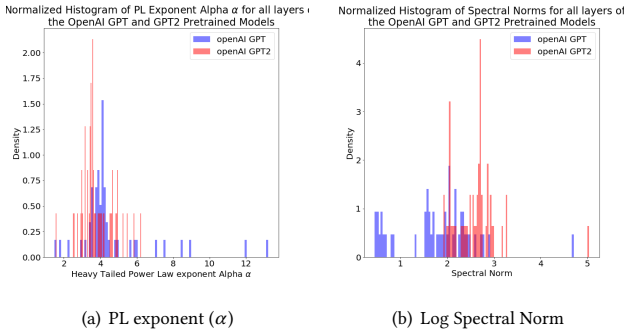 Normalized Histogram of PL Exponent Alpha α for all layers
the OpenAI GPT and GPT2 Pretrained Models
openAI GPT
openAI GPT2
Density
2.00
1.75
1.50
1.25
1.00
0.75
0.50
0.25
0.00
2 4 6 8 10 12
Heavy Tailed Power Law exponent Alpha α
(a) PL exponent (α)
Normalized Histogram of Spectral Norms for all layers of
the OpenAI GPT and GPT2 Pretrained Models
openAI GPT
openAI GPT2
Density
4
3
2
1
0
1 2 3 4 5
Spectral Norm
(b) Log Spectral Norm